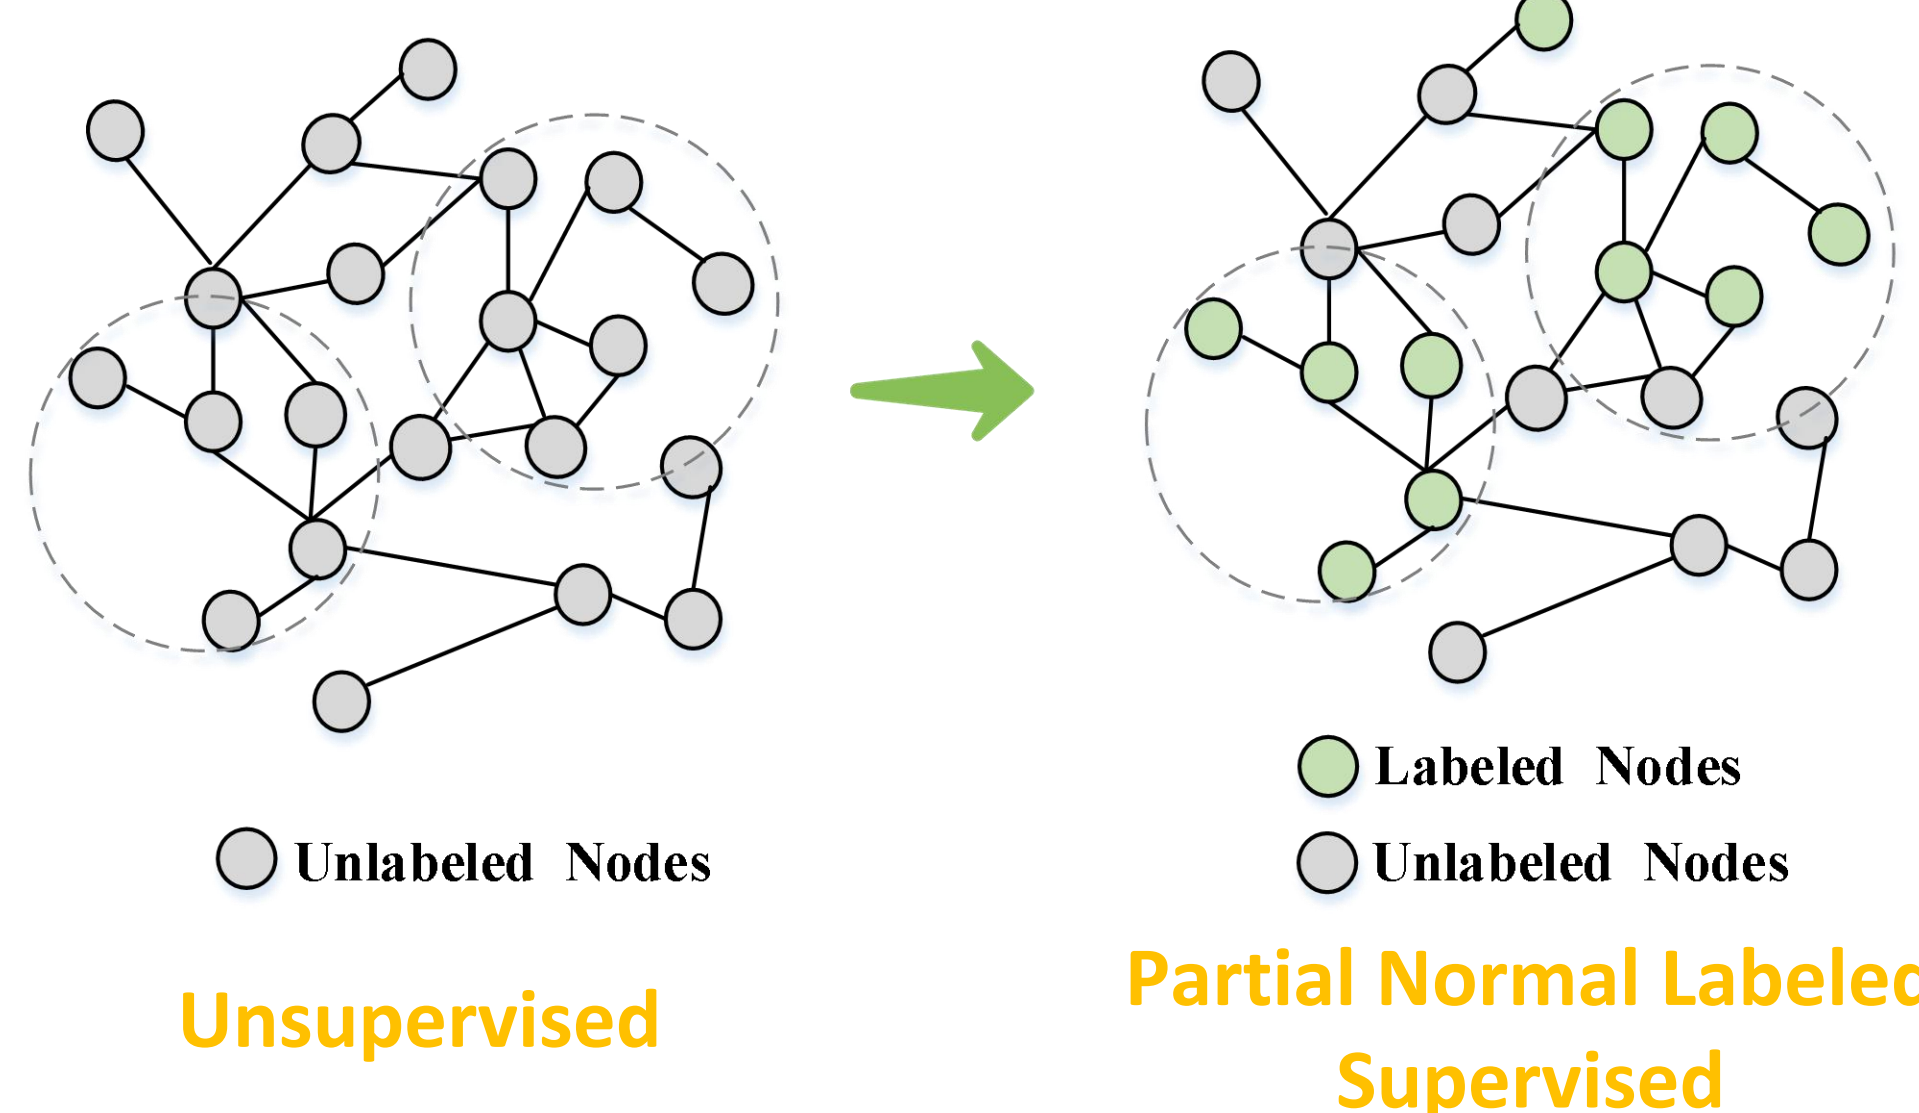 Unlabeled Nodes
Unsupervised
Labeled Nodes
Unlabeled Nodes
Partial Normal Labeled
Supervised